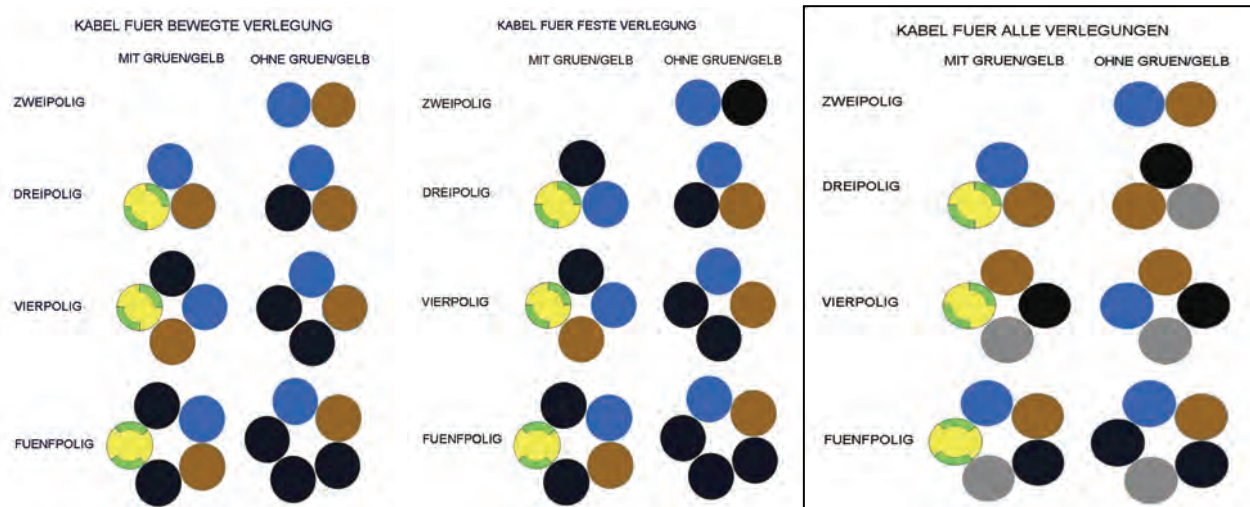 KABEL FUER BEWEGTE VERLEGUNG
MIT GRUEN/GELB OHNE GRUEN/GELB
ZWEIPOLIG
DREIPOLIG
VIERPOLIG
FUENFPOLIG
KABEL FUER FESTE VERLEGUNG
MIT GRUEN/GELB OHNE GRUEN/GELB
ZWEIPOLIG
DREIPOLIG
VIERPOLIG
FUENFPOLIG
KABEL FUER ALLE VERLEGUNGEN
MIT GRUEN/GELB OHNE GRUEN/GELB
ZWEIPOLIG
DREIPOLIG
VIERPOLIG
FUENFPOLIG